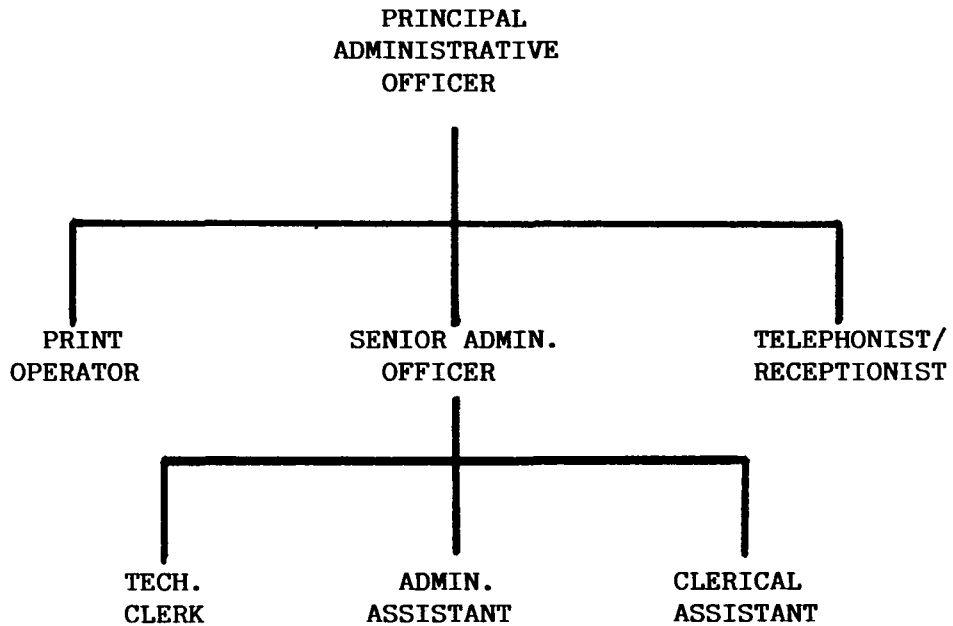 PRINCIPAL
ADMINISTRATIVE
OFFICER
PRINT
OPERATOR
SENIOR ADMIN.
OFFICER
TELEPHONIST/
RECEPTIONIST
TECH.
CLERK
ADMIN.
ASSISTANT
CLERICAL
ASSISTANT